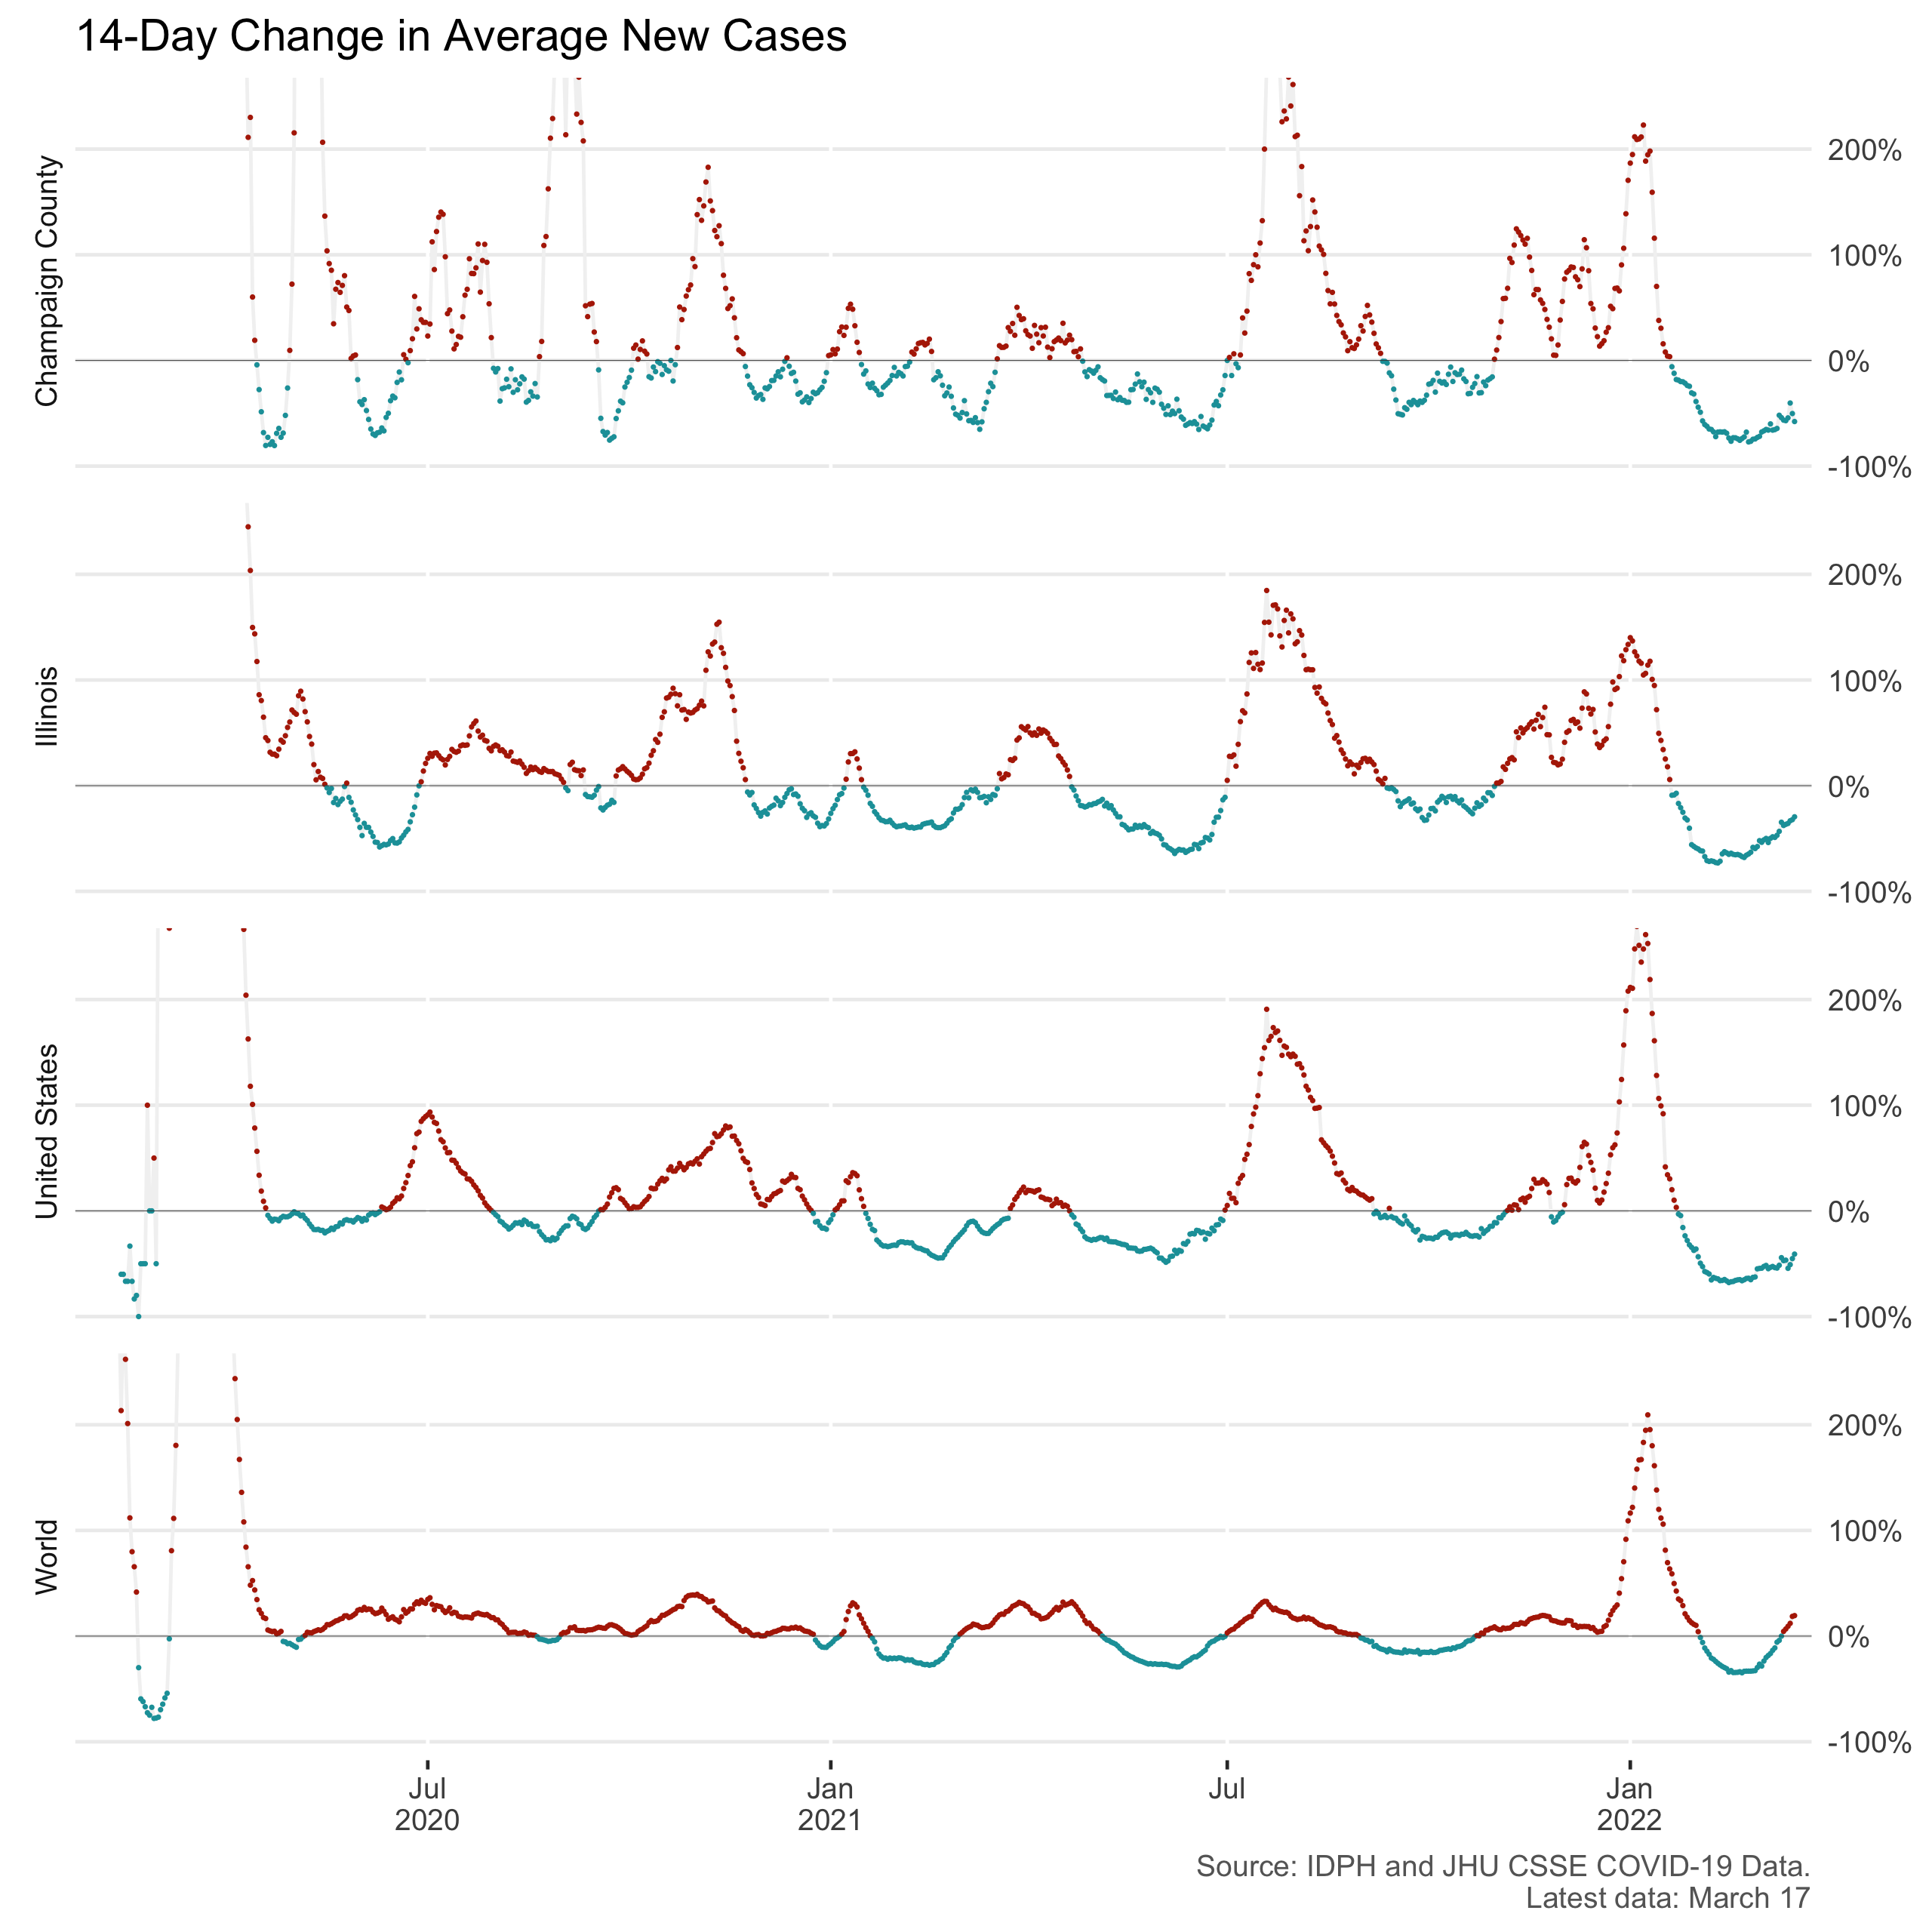 14-Day Change in Average New Cases
Champaign County
200%
100%
0%
-100%
Illinois
200%
100%
0%
-100%
United States
200%
100%
0%
-100%
World
200%
100%
0%
-100%
Jul
2020
Jan
2021
Jul
Jan
2022
Source: IDPH and JHU CSSE COVID-19 Data.
Latest data: March 17